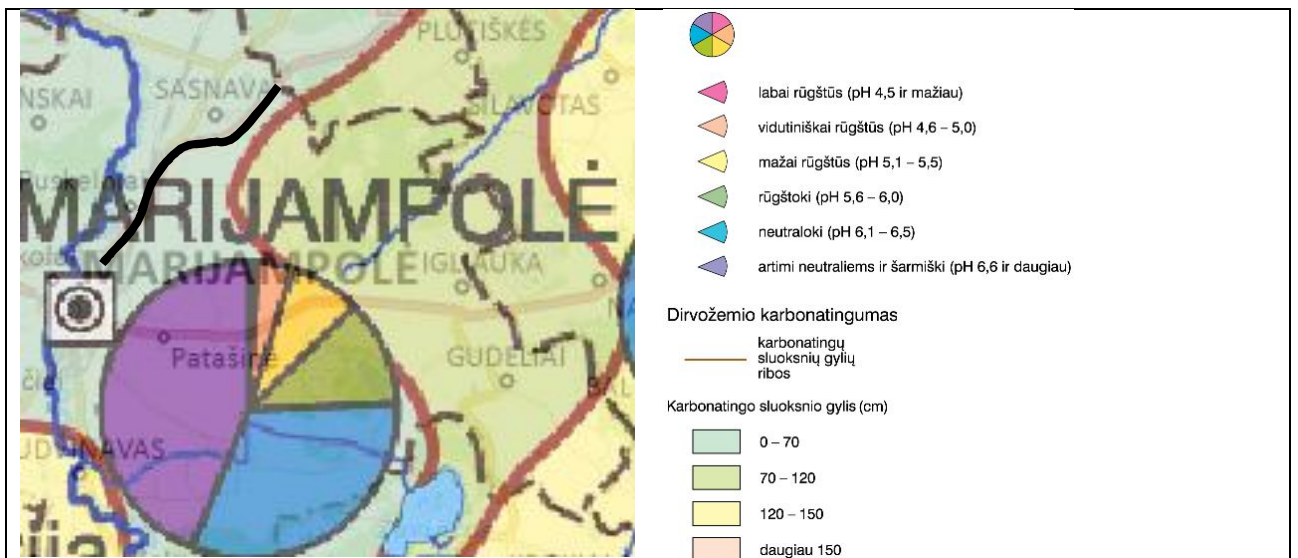 PLUTIŠKĖS
SASNAVA
NSKAI
ŠILAVOTAS
MARIJAMPOLĖ
MARIJAMPOLĖ
IGLIAUKA
Patašinė
GUDELIAI
labai rūgštūs (pH 4,5 ir mažiau)
vidutiniškai rūgštūs (pH 4,6 – 5,0)
mažai rūgštūs (pH 5,1 – 5,5)
rūgštoki (pH 5,6 – 6,0)
neutraloki (pH 6,1 – 6,5)
artimi neutraliems ir šarmiški (pH 6,6 ir daugiau)
Dirvožemio karbonatingumas
karbonatingų
sluoksnių gylių
ribos
Karbonatingo sluoksnio gylis (cm)
0 – 70
70 – 120
120 – 150
daugiau 150